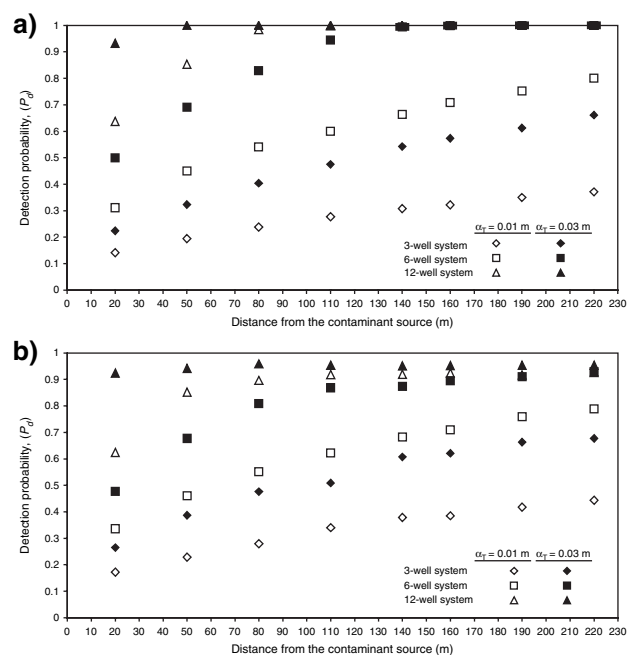 a)
1
0.9
0.8
0.7
0.6
0.5
0.4
0.3
0.2
0.1
0
Detection probability, (Pd)
αT = 0.01 m αT = 0.03 m
3-well system
6-well system
12-well system
0 10 20 30 40 50 60 70 80 90 100 110 120 130 140 150 160 170 180 190 200 210 220 230
Distance from the contaminant source (m)
b)
1
0.9
0.8
0.7
0.6
0.5
0.4
0.3
0.2
0.1
0
Detection probability, (Pd)
αT = 0.01 m αT = 0.03 m
3-well system
6-well system
12-well system
0 10 20 30 40 50 60 70 80 90 100 110 120 130 140 150 160 170 180 190 200 210 220 230
Distance from the contaminant source (m)